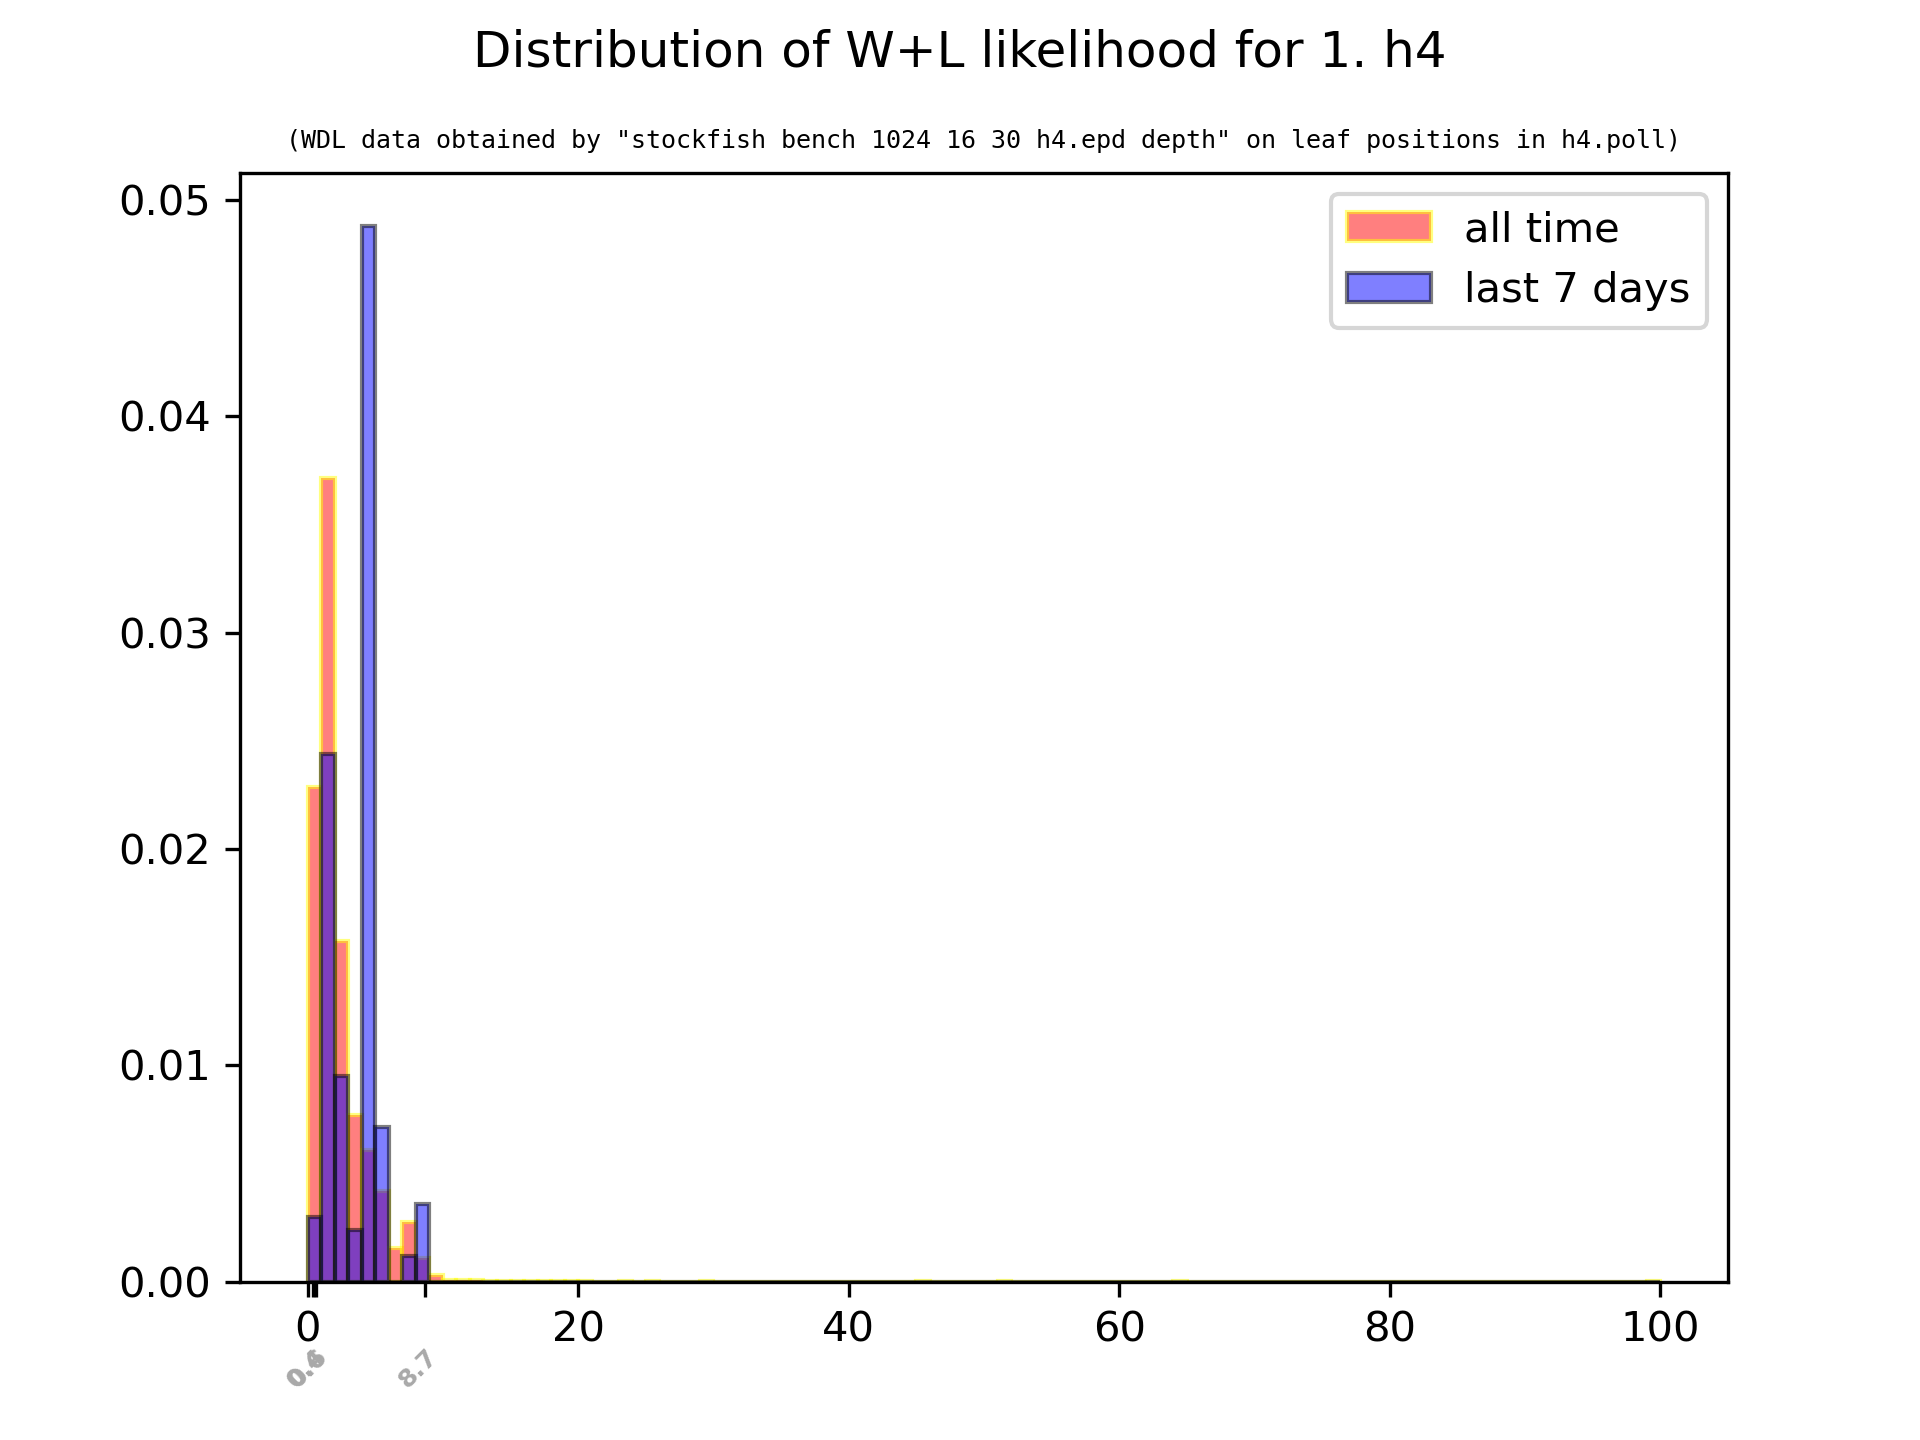 Distribution of W+L likelihood for 1. h4
(WDL data obtained by "stockfish bench 1024 16 30 h4.epd depth" on leaf positions in h4.poll)
all time
last 7 days
0.05
0.04
0.03
0.02
0.01
0.00
0 20 40 60 80 100
8.7